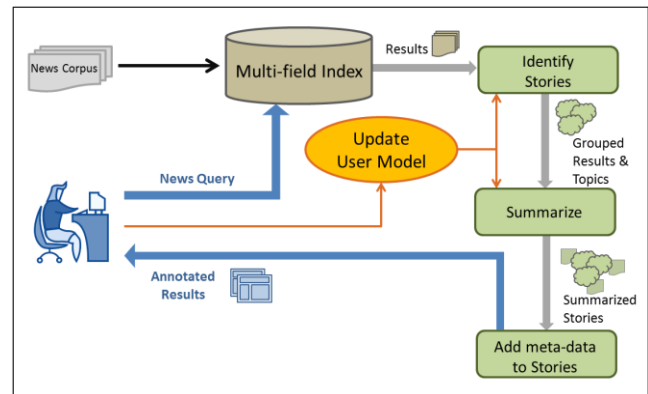 News Corpus
Multi-field Index
Results
Identify
Stories
Update
User Model
Grouped
Results &
Topics
News Query
Summarize
Annotated
Results
Summarized
Stories
Add meta-data
to Stories